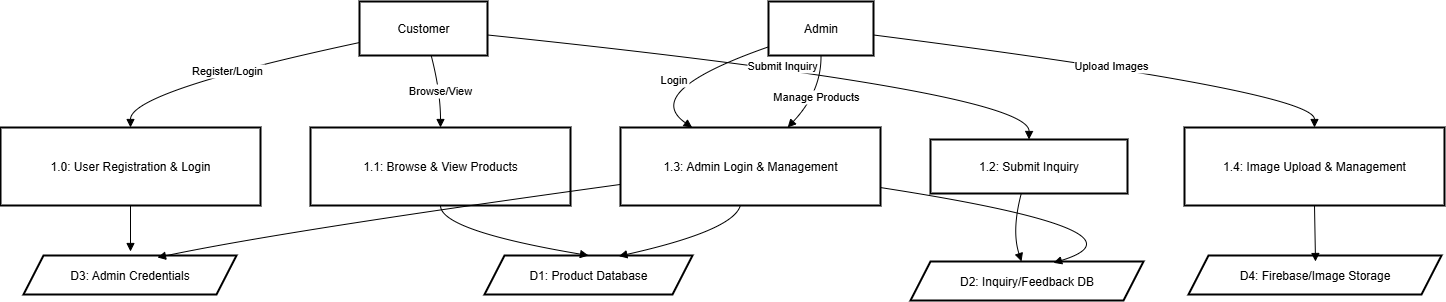 Customer
Admin
Register/Login
Browse/View
Login
Submit Inquiry
Manage Products
Upload Images
1.0: User Registration & Login
1.1: Browse & View Products
1.3: Admin Login & Management
1.2: Submit Inquiry
1.4: Image Upload & Management
D3: Admin Credentials
D1: Product Database
D2: Inquiry/Feedback DB
D4: Firebase/Image Storage